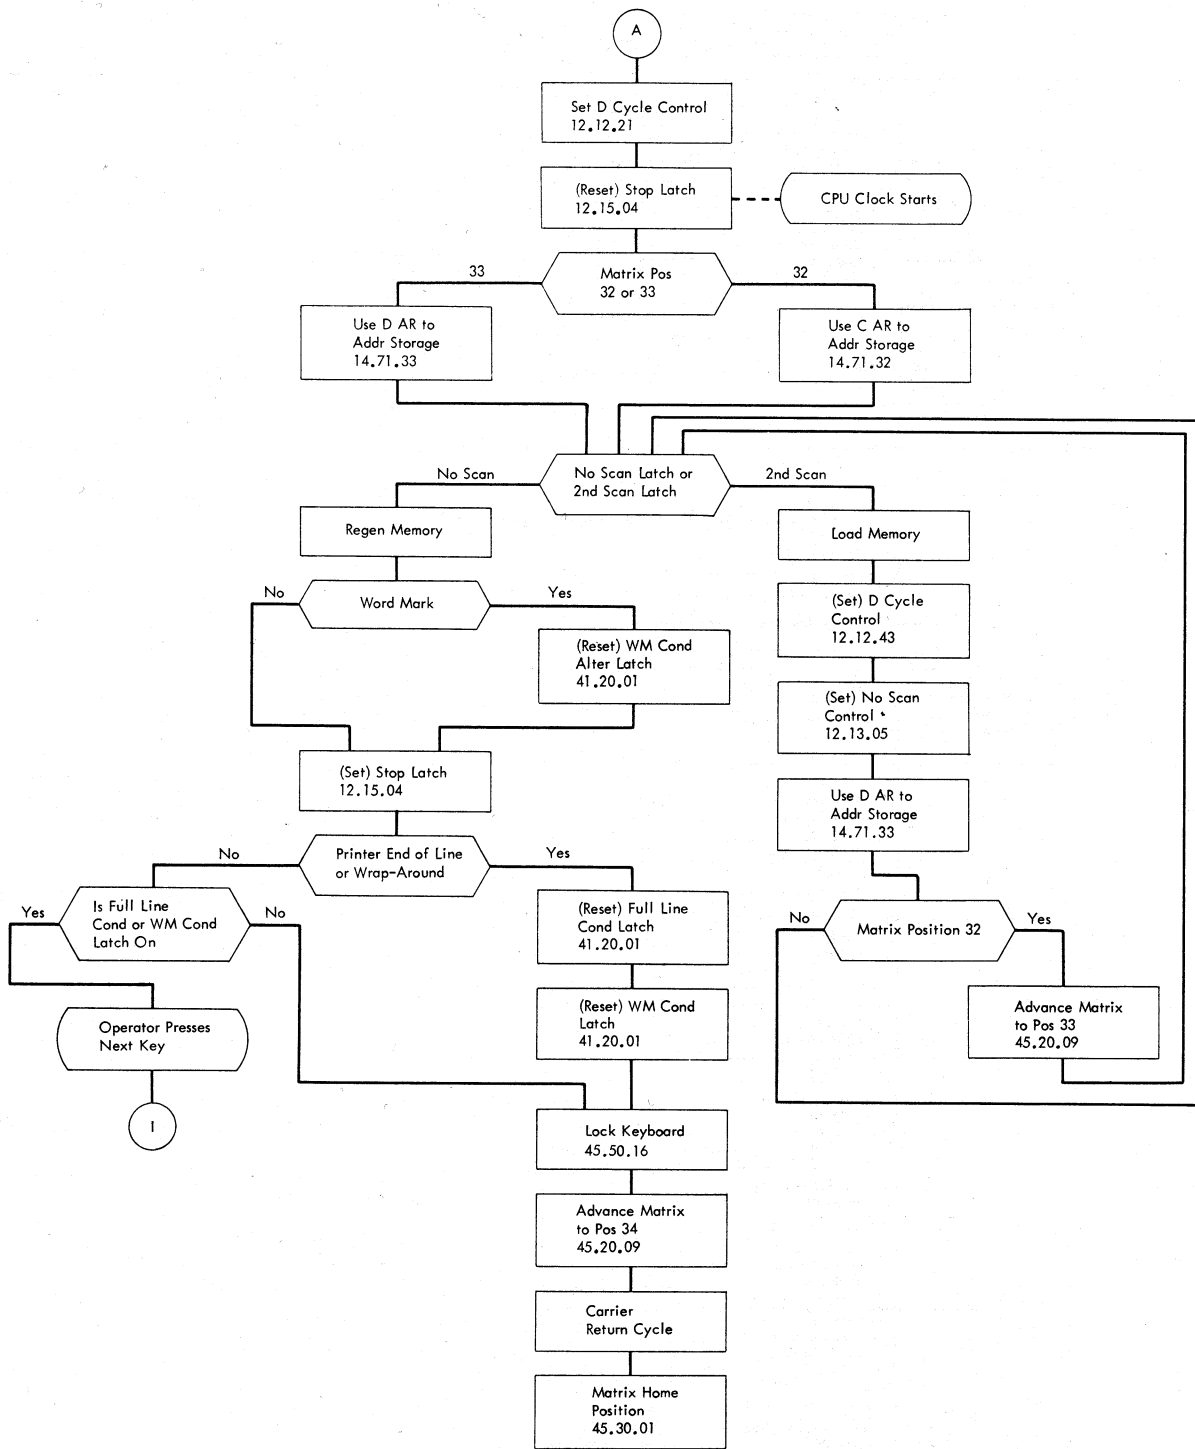 A
Set D Cycle Control
12.12.21
(Reset) Stop Latch
12.15.04
CPU Clock Starts
33
Matrix Pos
32 or 33
32
Use D AR to
Addr Storage
14.71.33
Use C AR to
Addr Storage
14.71.32
No Scan
No Scan Latch or
2nd Scan Latch
2nd Scan
Regen Memory
Load Memory
No
Word Mark
Yes
(Set) D Cycle
Control
12.12.43
(Reset) WM Cond
Alter Latch
41.20.01
(Set) No Scan
Control
12.13.05
(Set) Stop Latch
12.15.04
Use D AR to
Addr Storage
14.71.33
No
Printer End of Line
or Wrap-Around
Yes
Yes
Is Full Line
Cond or WM Cond
Latch On
No
(Reset) Full Line
Cond Latch
41.20.01
No
Matrix Position 32
Yes
Operator Presses
Next Key
(Reset) WM Cond
Latch
41.20.01
Advance Matrix
to Pos 33
45.20.09
I
Lock Keyboard
45.50.16
Advance Matrix
to Pos 34
45.20.09
Carrier
Return Cycle
Matrix Home
Position
45.30.01